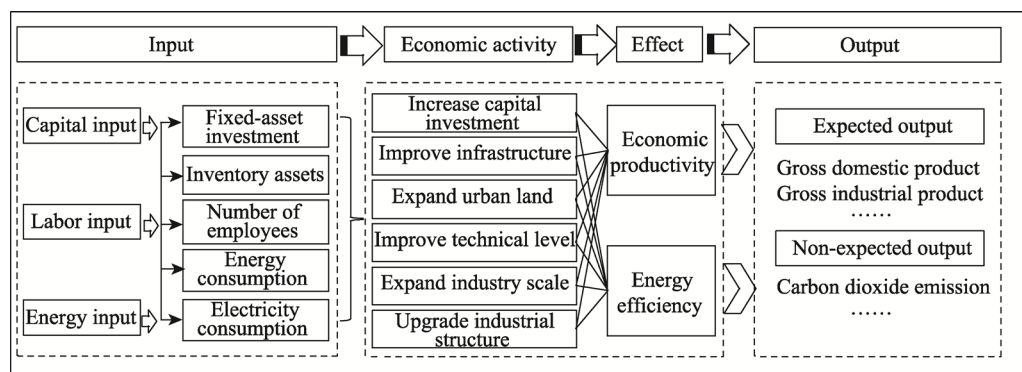 Input
Economic activity
Effect
Output
Capital input
Labor input
Energy input
Fixed-asset
investment
Inventory assets
Number of
employees
Energy
consumption
Electricity
consumption
Increase capital
investment
Improve infrastructure
Expand urban land
Improve technical level
Expand industry scale
Upgrade industrial
structure
Economic
productivity
Energy
efficiency
Expected output
Gross domestic product
Gross industrial product
……
Non-expected output
Carbon dioxide emission
……